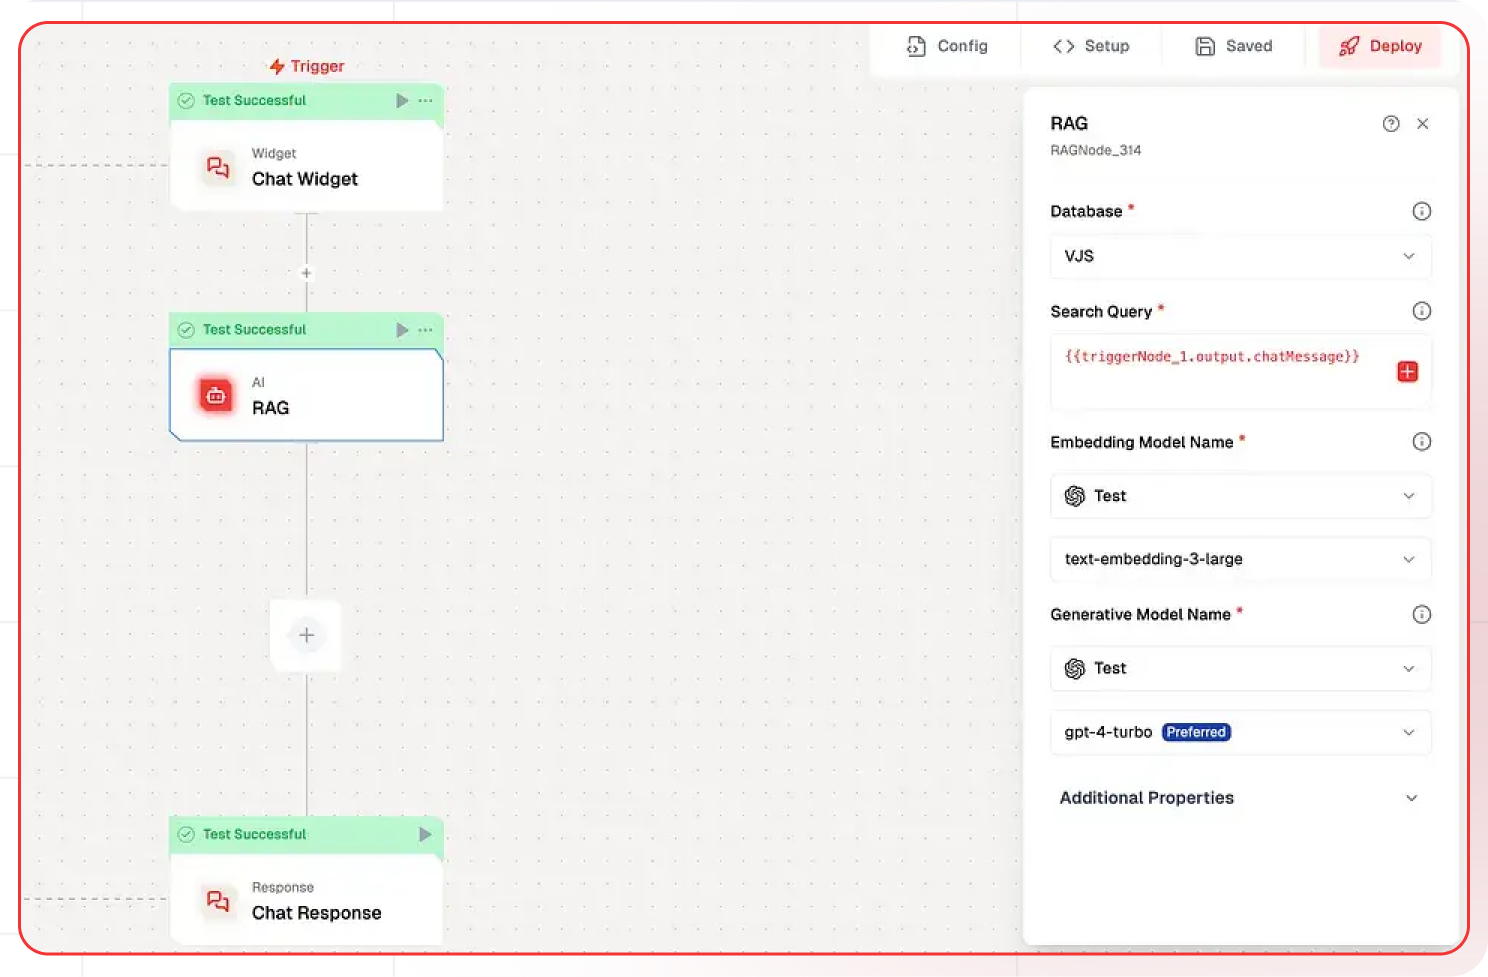 Config
Setup
Saved
Deploy
Trigger
Test Successful
Widget
Chat Widget
Test Successful
AI
RAG
Test Successful
Response
Chat Response
RAG
RAGNode_314
Database *
VJS
Search Query *
{{triggerNode_1.output.chatMessage}}
Embedding Model Name *
Test
text-embedding-3-large
Generative Model Name *
Test
gpt-4-turbo Preferred
Additional Properties